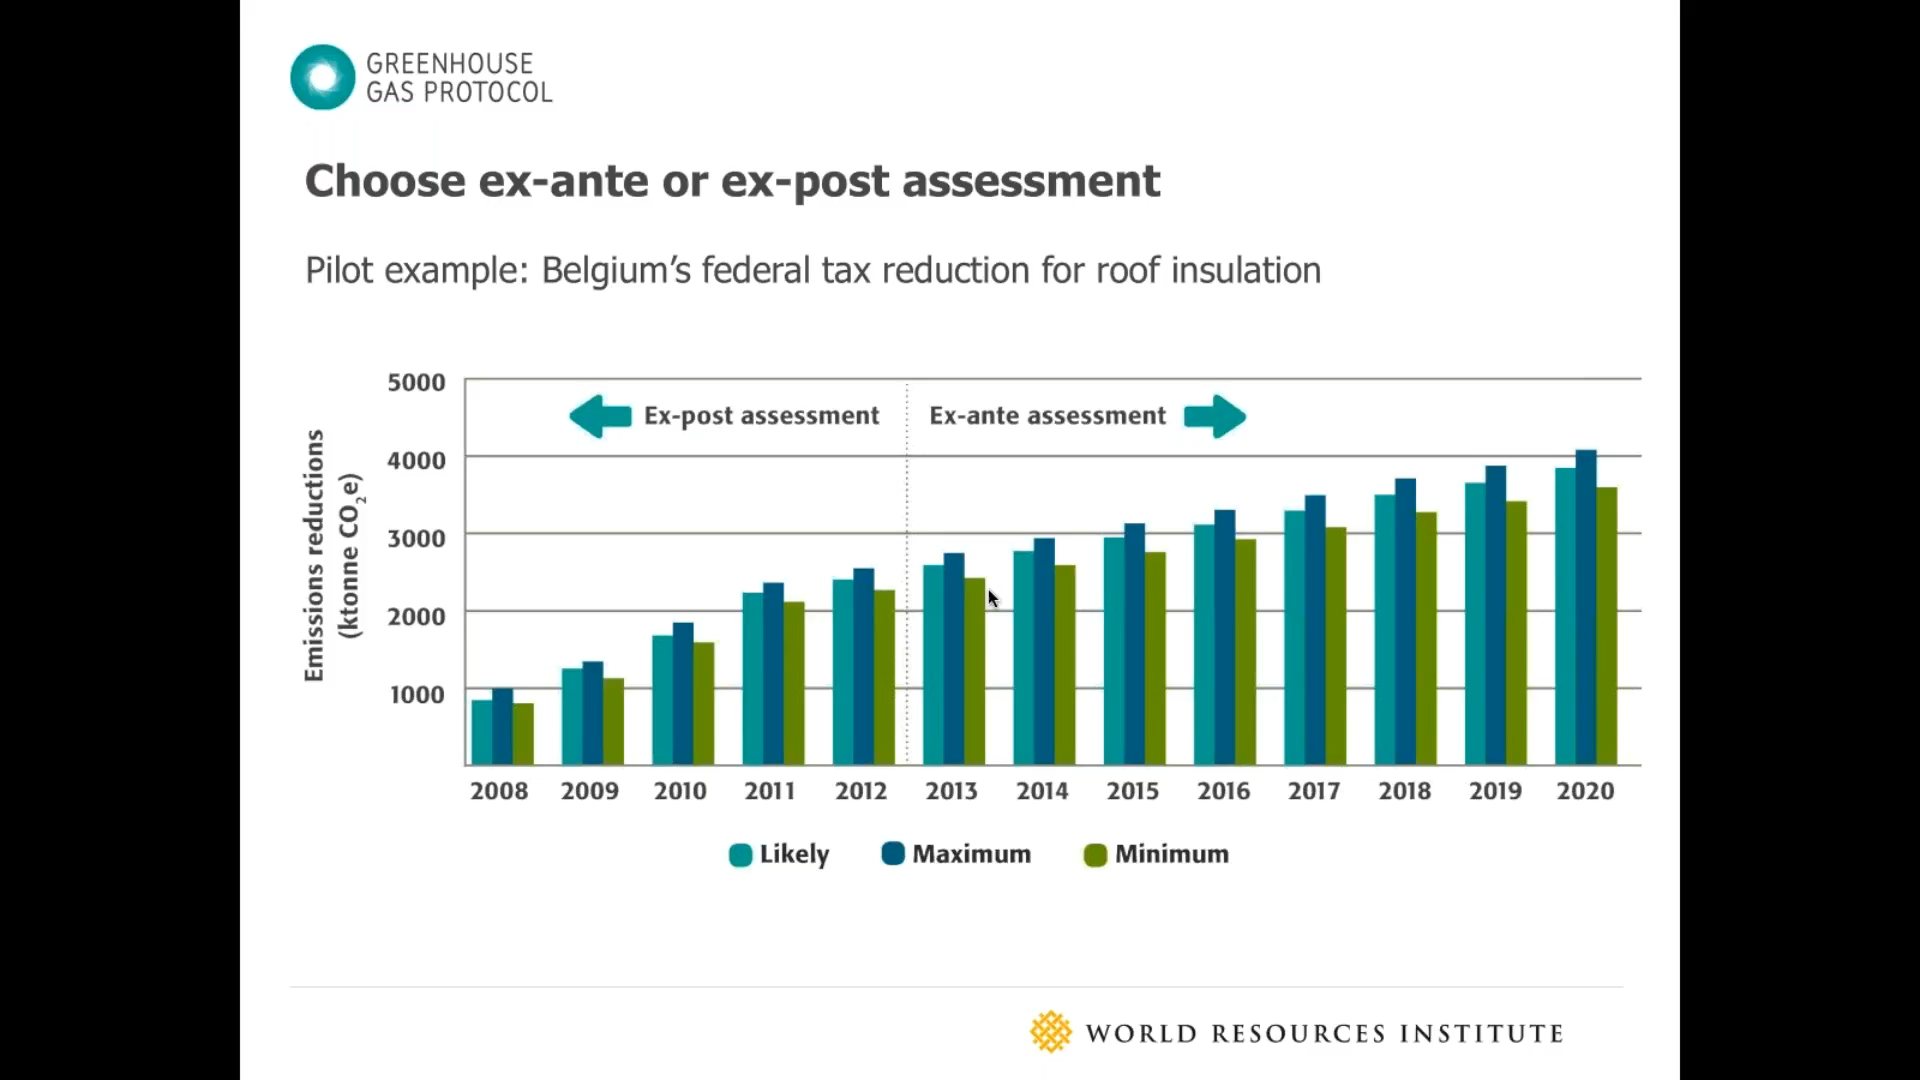 GREENHOUSE
GAS PROTOCOL
Choose ex-ante or ex-post assessment
Pilot example: Belgium’s federal tax reduction for roof insulation
Emissions reductions
(ktonne CO₂e)
5000
4000
3000
2000
1000
Ex-post assessment
Ex-ante assessment
2008 2009 2010 2011 2012 2013 2014 2015 2016 2017 2018 2019 2020
Likely Maximum Minimum
WORLD RESOURCES INSTITUTE